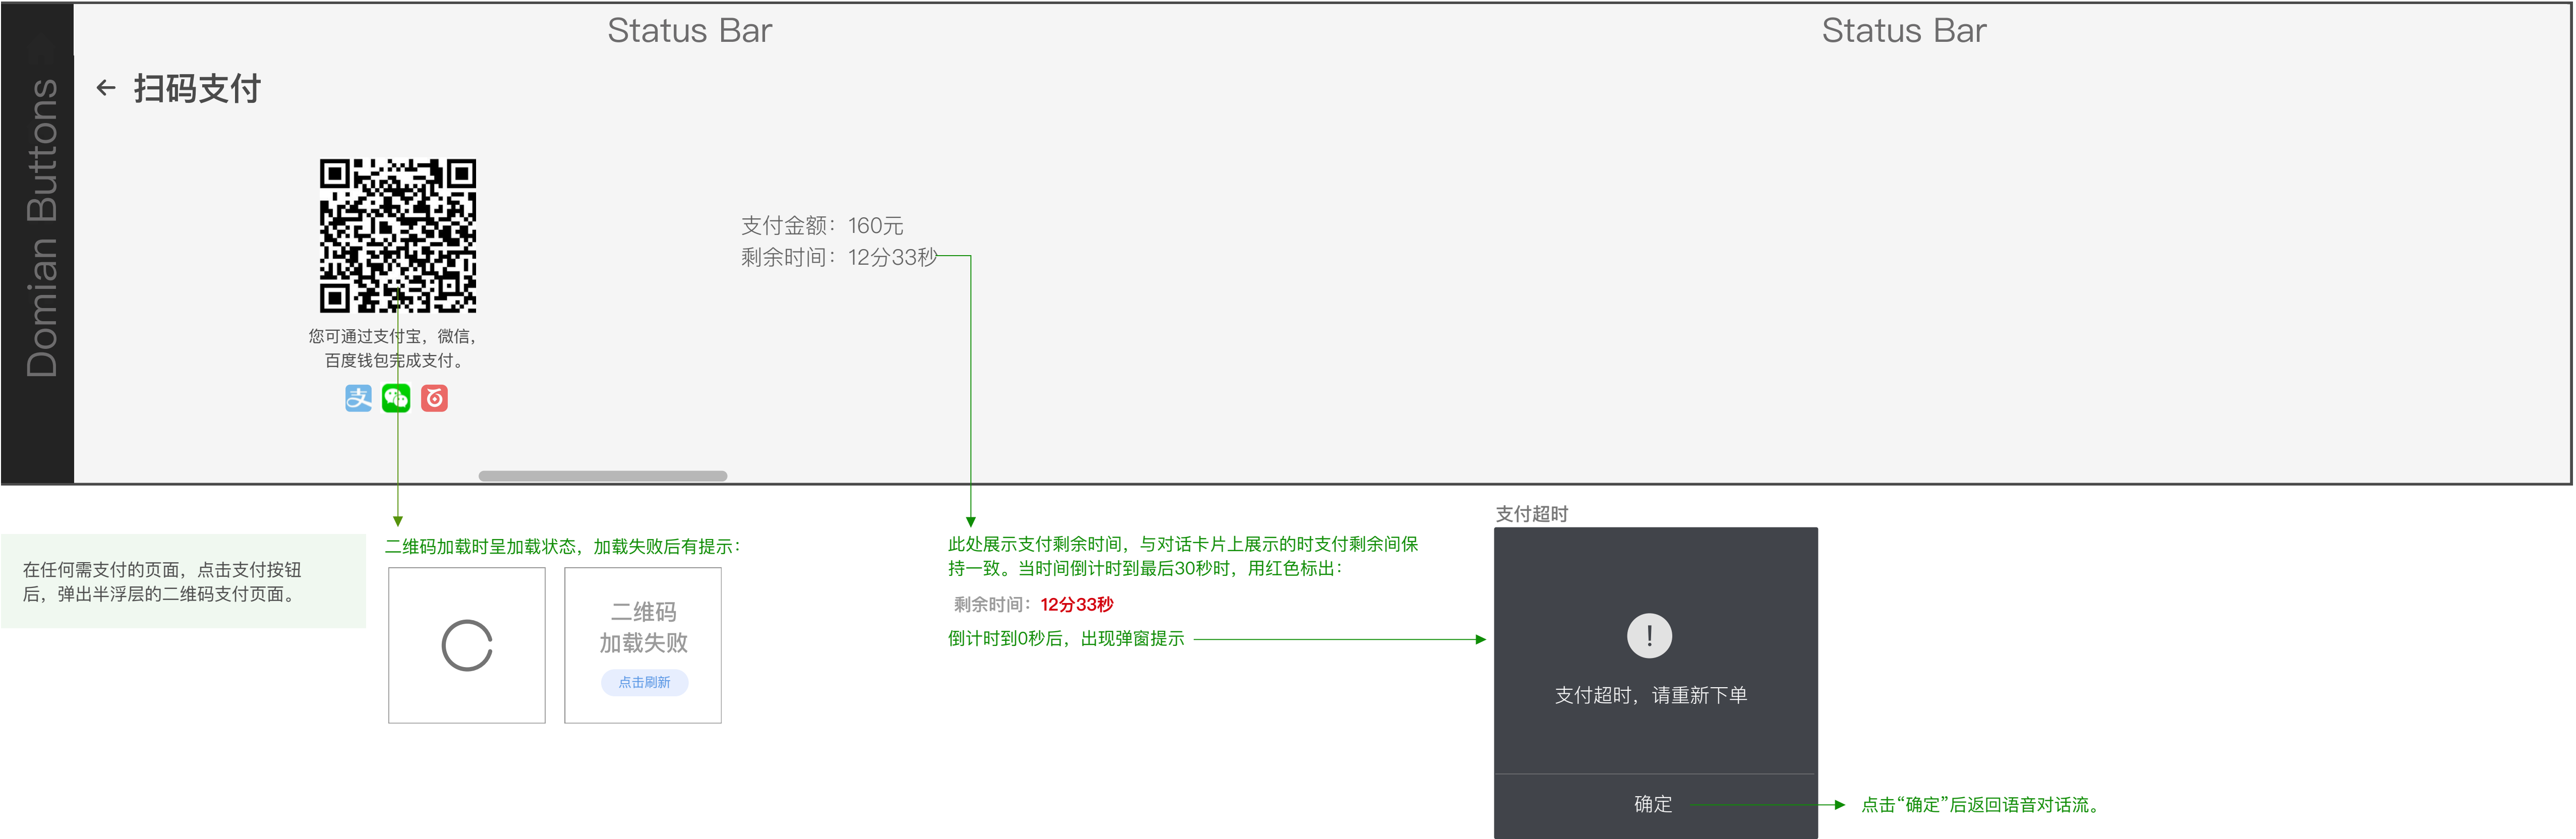 Status Bar
Status Bar
Domian Buttons
扫码支付
支付金额：160元
剩余时间：12分33秒
您可通过支付宝，微信，
百度钱包完成支付。
支
在任何需支付的页面，点击支付按钮
后，弹出半浮层的二维码支付页面。
二维码加载时呈加载状态，加载失败后有提示：
二维码
加载失败
点击刷新
此处展示支付剩余时间，与对话卡片上展示的时支付剩余间保
持一致。当时间倒计时到最后30秒时，用红色标出：
剩余时间：12分33秒
倒计时到0秒后，出现弹窗提示
支付超时
!
支付超时，请重新下单
确定
点击“确定”后返回语音对话流。